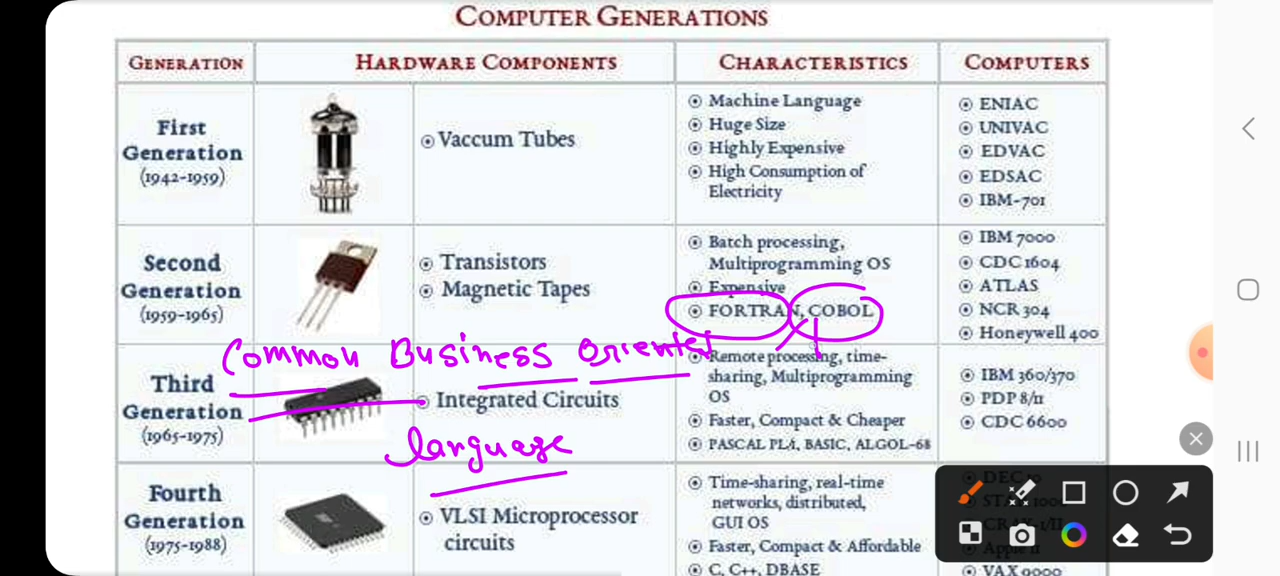 COMPUTER GENERATIONS
GENERATION HARDWARE COMPONENTS CHARACTERISTICS COMPUTERS
First Generation (1942-1959)
Vaccum Tubes
Machine Language
Huge Size
Highly Expensive
High Consumption of
Electricity
ENIAC
UNIVAC
EDVAC
EDSAC
IBM-701
Second
Generation
(1959-1965)
Transistors
Magnetic Tapes
Batch processing,
Multiprogramming OS
Expensive
FORTRAN, COBOL
IBM 7000
CDC 1604
ATLAS
NCR 304
Honeywell 400
Common Business Oriented
language
Third
Generation
(1965-1975)
Integrated Circuits
Remote processing, time-
sharing, Multiprogramming
OS
Faster, Compact & Cheaper
PASCAL PL/1, BASIC, ALGOL-68
IBM 360/370
PDP 8/11
CDC 6600
Fourth
Generation
(1975-1988)
VLSI Microprocessor
circuits
Time-sharing, real-time
networks, distributed,
GUI OS
Faster, Compact & Affordable
C, C++, DBASE
Apple II
VAX 9000